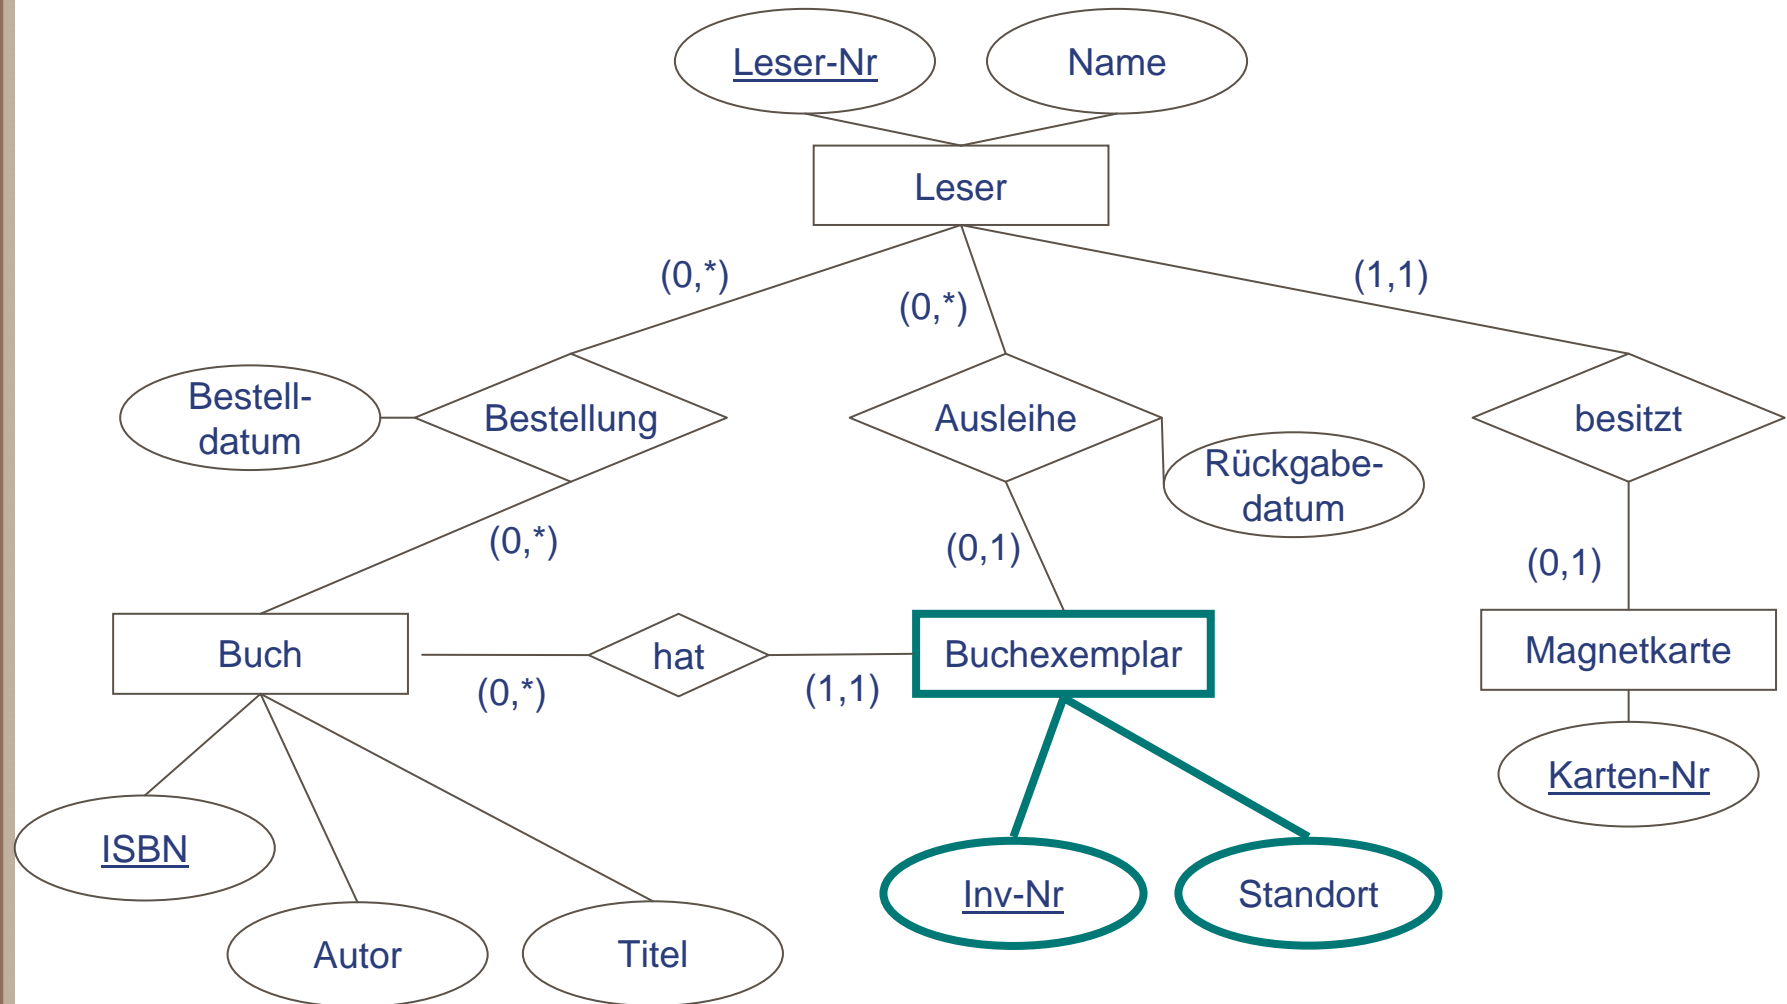 Leser-Nr
Name
Leser
(0,*)
(0,*)
(1,1)
Bestell-
datum
Bestellung
Ausleihe
besitzt
Rückgabe-
datum
(0,*)
(0,1)
(0,1)
Buch
hat
Buchexemplar
Magnetkarte
(0,*)
(1,1)
Karten-Nr
ISBN
Inv-Nr
Standort
Autor
Titel